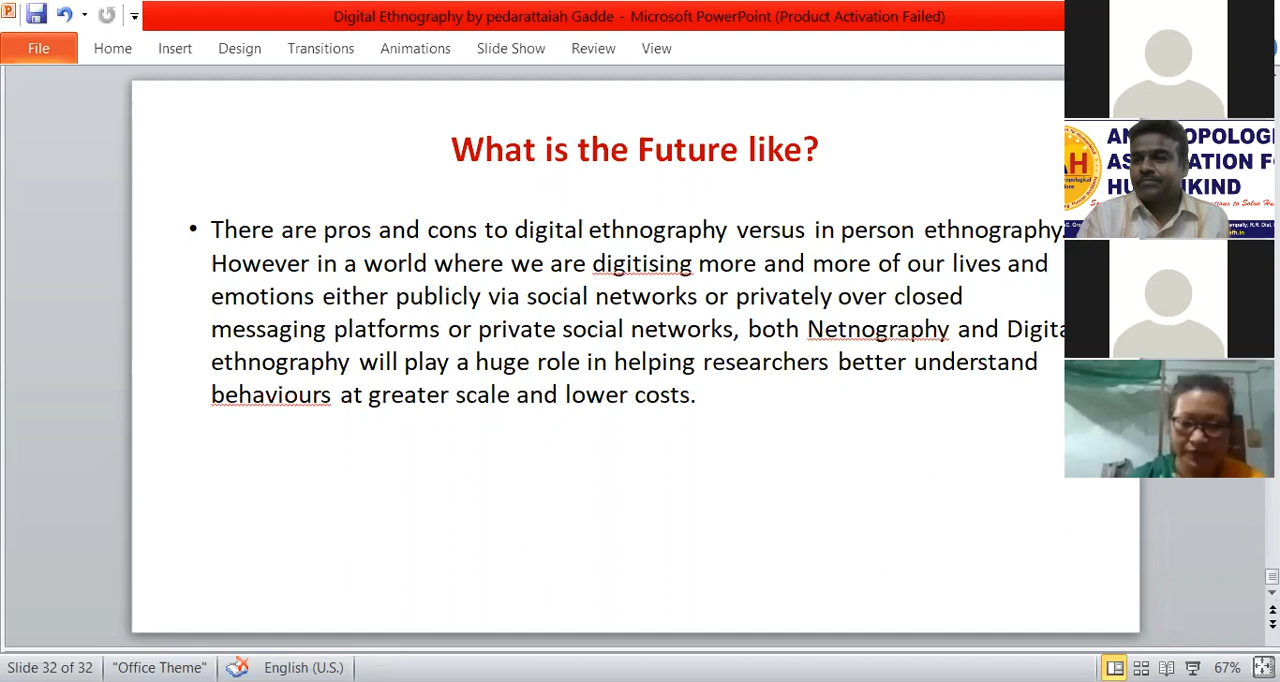 Digital Ethnography by pedarattaiah Gadde - Microsoft PowerPoint (Product Activation Failed)
File Home Insert Design Transitions Animations Slide Show Review View
What is the Future like?
• There are pros and cons to digital ethnography versus in person ethnography.
However in a world where we are digitising more and more of our lives and
emotions either publicly via social networks or privately over closed
messaging platforms or private social networks, both Netnography and Digita
ethnography will play a huge role in helping researchers better understand
behaviours at greater scale and lower costs.
AH
HU KIND
Slide 32 of 32 "Office Theme" English (U.S.) 67%